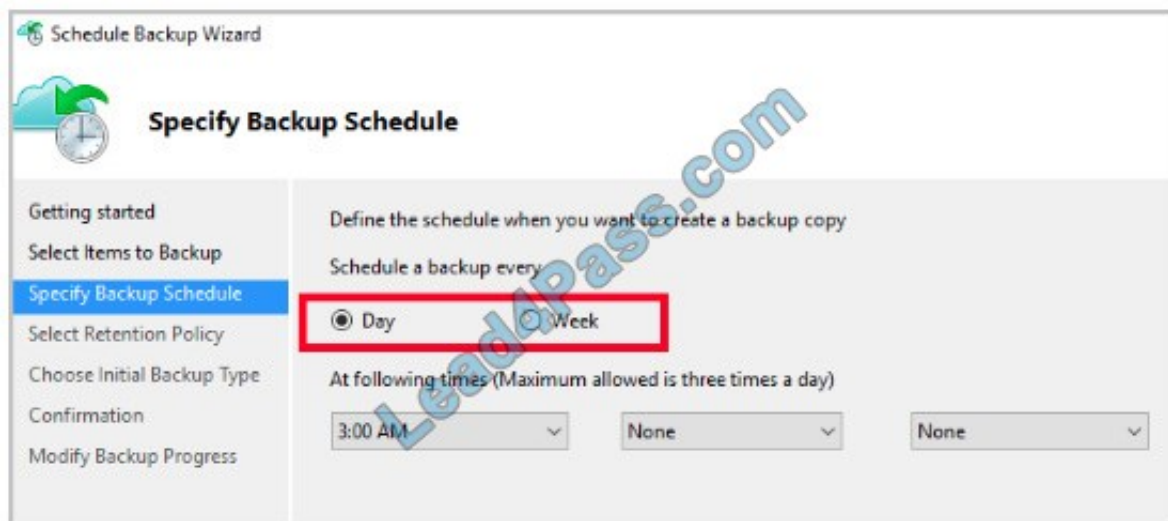 Schedule Backup Wizard
Specify Backup Schedule
Getting started
Select Items to Backup
Specify Backup Schedule
Select Retention Policy
Choose Initial Backup Type
Confirmation
Modify Backup Progress
Define the schedule when you want to create a backup copy
Schedule a backup every
Day Week
At following times (Maximum allowed is three times a day)
3:00 AM None None
Lead4Pass.com